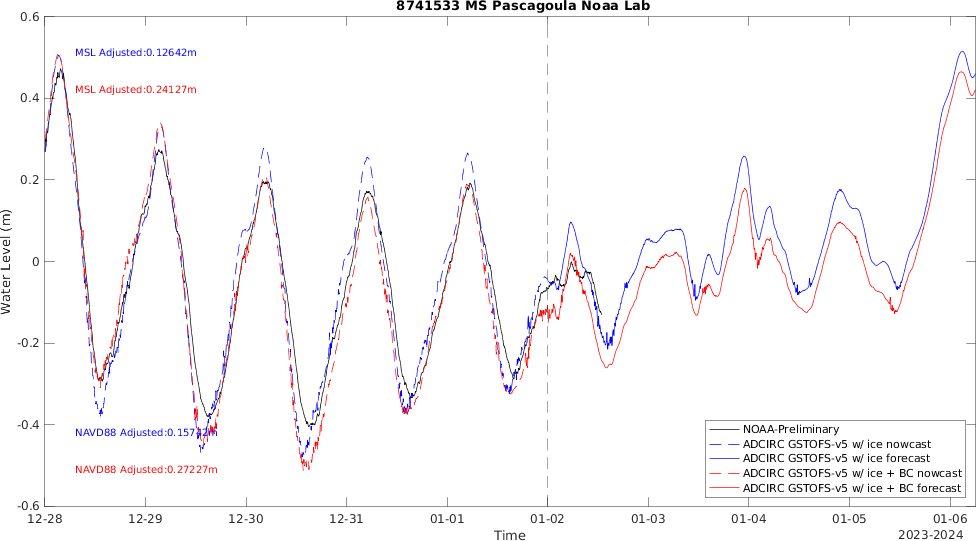 8741533 MS Pascagoula Noaa Lab
0.6
0.4
0.2
0
-0.2
-0.4
-0.6
Water Level (m)
MSL Adjusted:0.12642m
MSL Adjusted:0.24127m
NAVD88 Adjusted:0.15742m
NAVD88 Adjusted:0.27227m
NOAA-Preliminary
ADCIRC GSTOFS-v5 w/ ice nowcast
ADCIRC GSTOFS-v5 w/ ice forecast
ADCIRC GSTOFS-v5 w/ ice + BC nowcast
ADCIRC GSTOFS-v5 w/ ice + BC forecast
12-28 12-29 12-30 12-31 01-01 01-02 01-03 01-04 01-05 01-06
Time
2023-2024